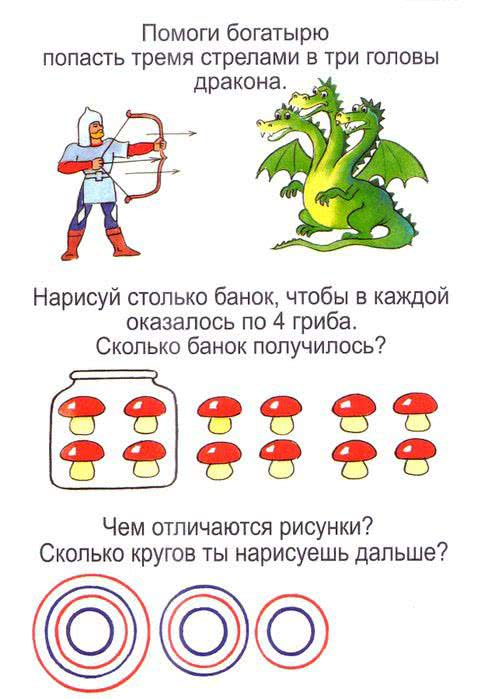 Помоги богатырю
попасть тремя стрелами в три головы
дракона.
Нарисуй столько банок, чтобы в каждой
оказалось по 4 гриба.
Сколько банок получилось?
Чем отличаются рисунки?
Сколько кругов ты нарисуешь дальше?